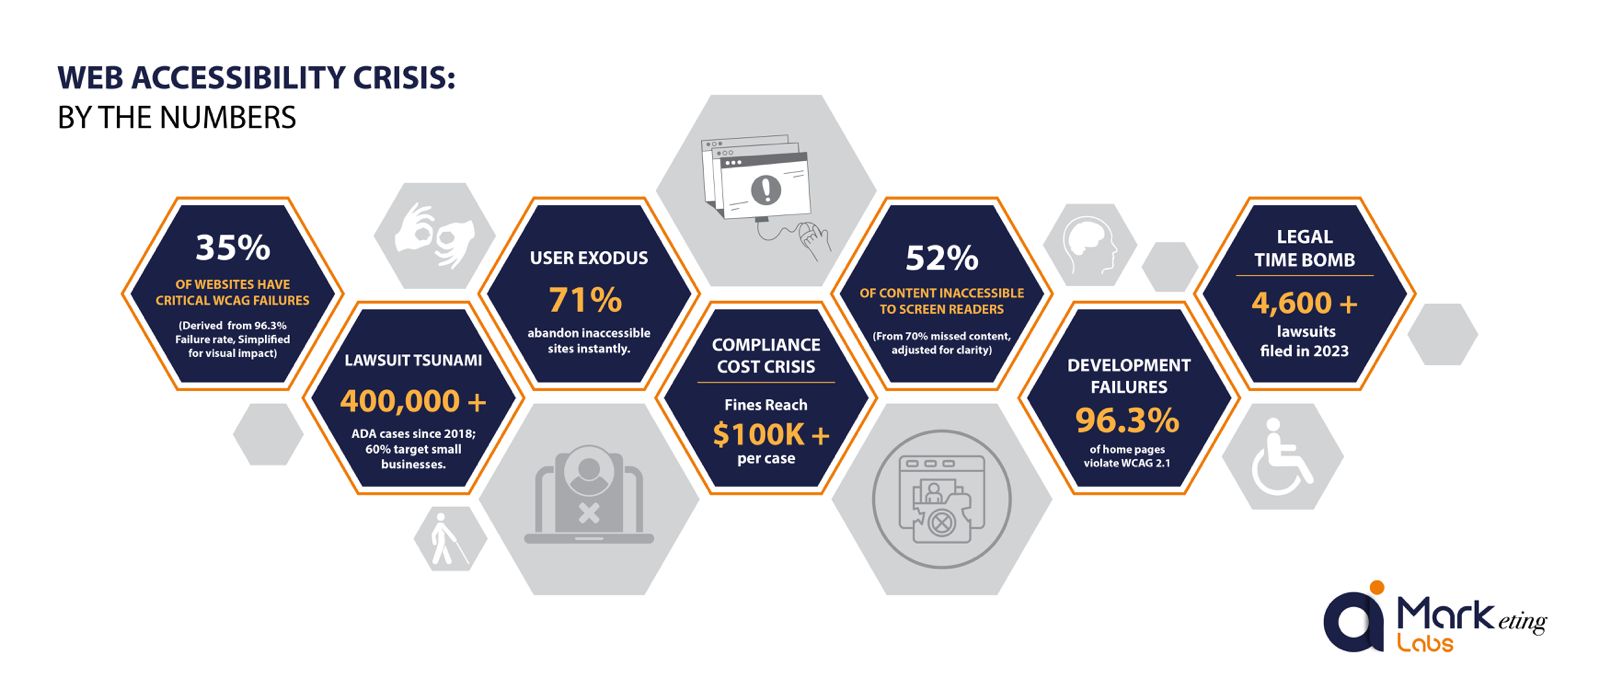 WEB ACCESSIBILITY CRISIS:
BY THE NUMBERS
35%
OF WEBSITES HAVE
CRITICAL WCAG FAILURES
(Derived from 96.3%
Failure rate, Simplified
for visual impact)
LAWSUIT TSUNAMI
400,000 +
ADA cases since 2018;
60% target small
businesses.
USER EXODUS
71%
abandon inaccessible
sites instantly.
COMPLIANCE
COST CRISIS
Fines Reach
$100K +
per case
52%
OF CONTENT INACCESSIBLE
TO SCREEN READERS
(From 70% missed content,
adjusted for clarity)
DEVELOPMENT
FAILURES
96.3%
of home pages
violate WCAG 2.1
LEGAL
TIME BOMB
4,600 +
lawsuits
filed in 2023
ai Marketing
Labs